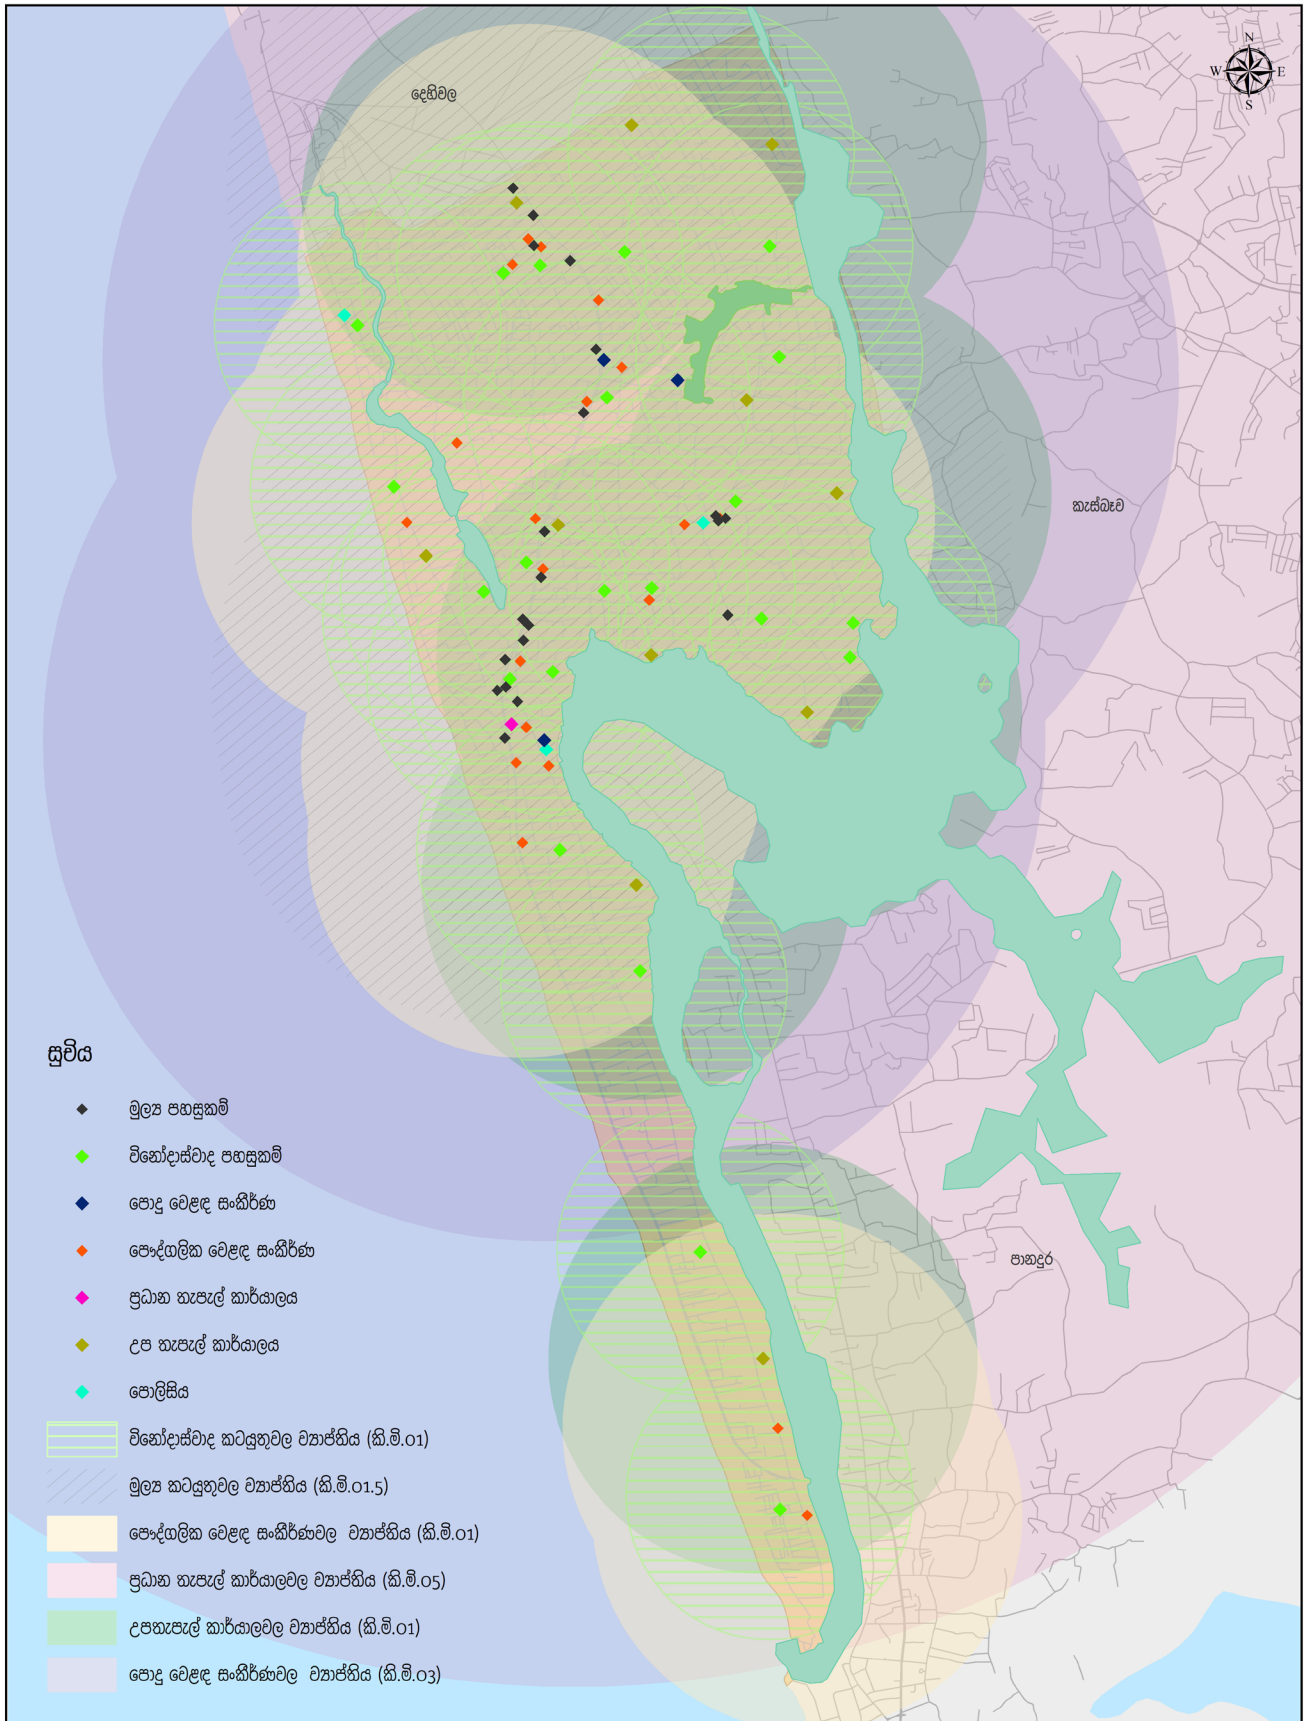 N
W E
S
දෙහිවල
කැස්බෑව
පානදුර
සූචිය
මූල්‍ය පහසුකම්
විනෝදාස්වාද පහසුකම්
පොදු වෙළඳ සංකීර්ණ
පෞද්ගලික වෙළඳ සංකීර්ණ
ප්‍රධාන තැපැල් කාර්යාලය
උප තැපැල් කාර්යාලය
පොලිසිය
විනෝදාස්වාද කටයුතුවල ව්‍යාප්තිය (කි.මි.01)
මූල්‍ය කටයුතුවල ව්‍යාප්තිය (කි.මි.01.5)
පෞද්ගලික වෙළඳ සංකීර්ණවල ව්‍යාප්තිය (කි.මි.01)
ප්‍රධාන තැපැල් කාර්යාලවල ව්‍යාප්තිය (කි.මි.05)
උපතැපැල් කාර්යාලවල ව්‍යාප්තිය (කි.මි.01)
පොදු වෙළඳ සංකීර්ණවල ව්‍යාප්තිය (කි.මි.03)